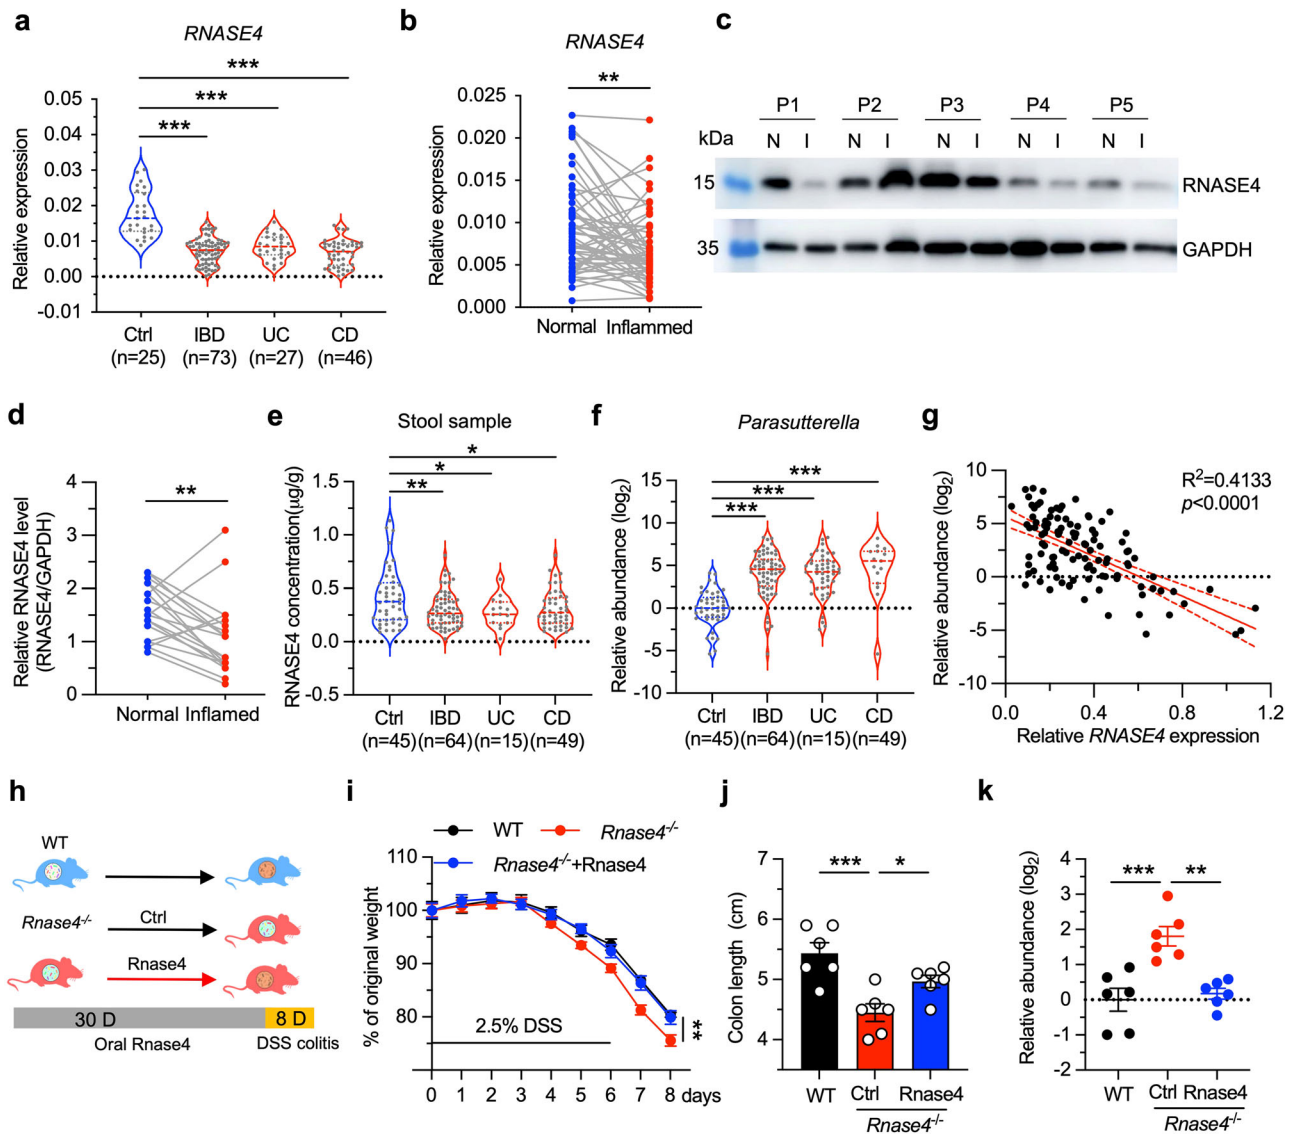 a
RNASE4
***
***
***
Relative expression
0.05
0.04
0.03
0.02
0.01
0.00
-0.01
Ctrl IBD UC CD
(n=25) (n=73) (n=27) (n=46)
b
RNASE4
**
Relative expression
0.025
0.020
0.015
0.010
0.005
0.000
Normal Inflammed
c
P1 P2 P3 P4 P5
kDa N I N I N I N I N I
15 RNASE4
35 GAPDH
d
**
Relative RNASE4 level
(RNASE4/GAPDH)
4
3
2
1
0
Normal Inflamed
e
Stool sample
*
*
**
RNASE4 concentration(μg/g)
1.5
1.0
0.5
0.0
-0.5
Ctrl IBD UC CD
(n=45) (n=64) (n=15) (n=49)
f
Parasutterella
***
***
***
Relative abundance (log2)
15
10
5
0
-5
-10
Ctrl IBD UC CD
(n=45) (n=64) (n=15) (n=49)
g
R²=0.4133
p<0.0001
Relative abundance (log2)
10
5
0
-5
-10
0.0 0.2 0.4 0.6 0.8 1.2
Relative RNASE4 expression
h
WT
Rnase4-/-
Ctrl
Rnase4
30 D 8 D
Oral Rnase4 DSS colitis
i
WT Rnase4-/-
Rnase4-/-+Rnase4
% of original weight
110
100
90
80
2.5% DSS
**
0 1 2 3 4 5 6 7 8 days
j
*** *
Colon length (cm)
7
6
5
4
WT Ctrl Rnase4
Rnase4-/-
k
*** **
Relative abundance (log2)
4
3
2
1
0
-1
-2
WT Ctrl Rnase4
Rnase4-/-